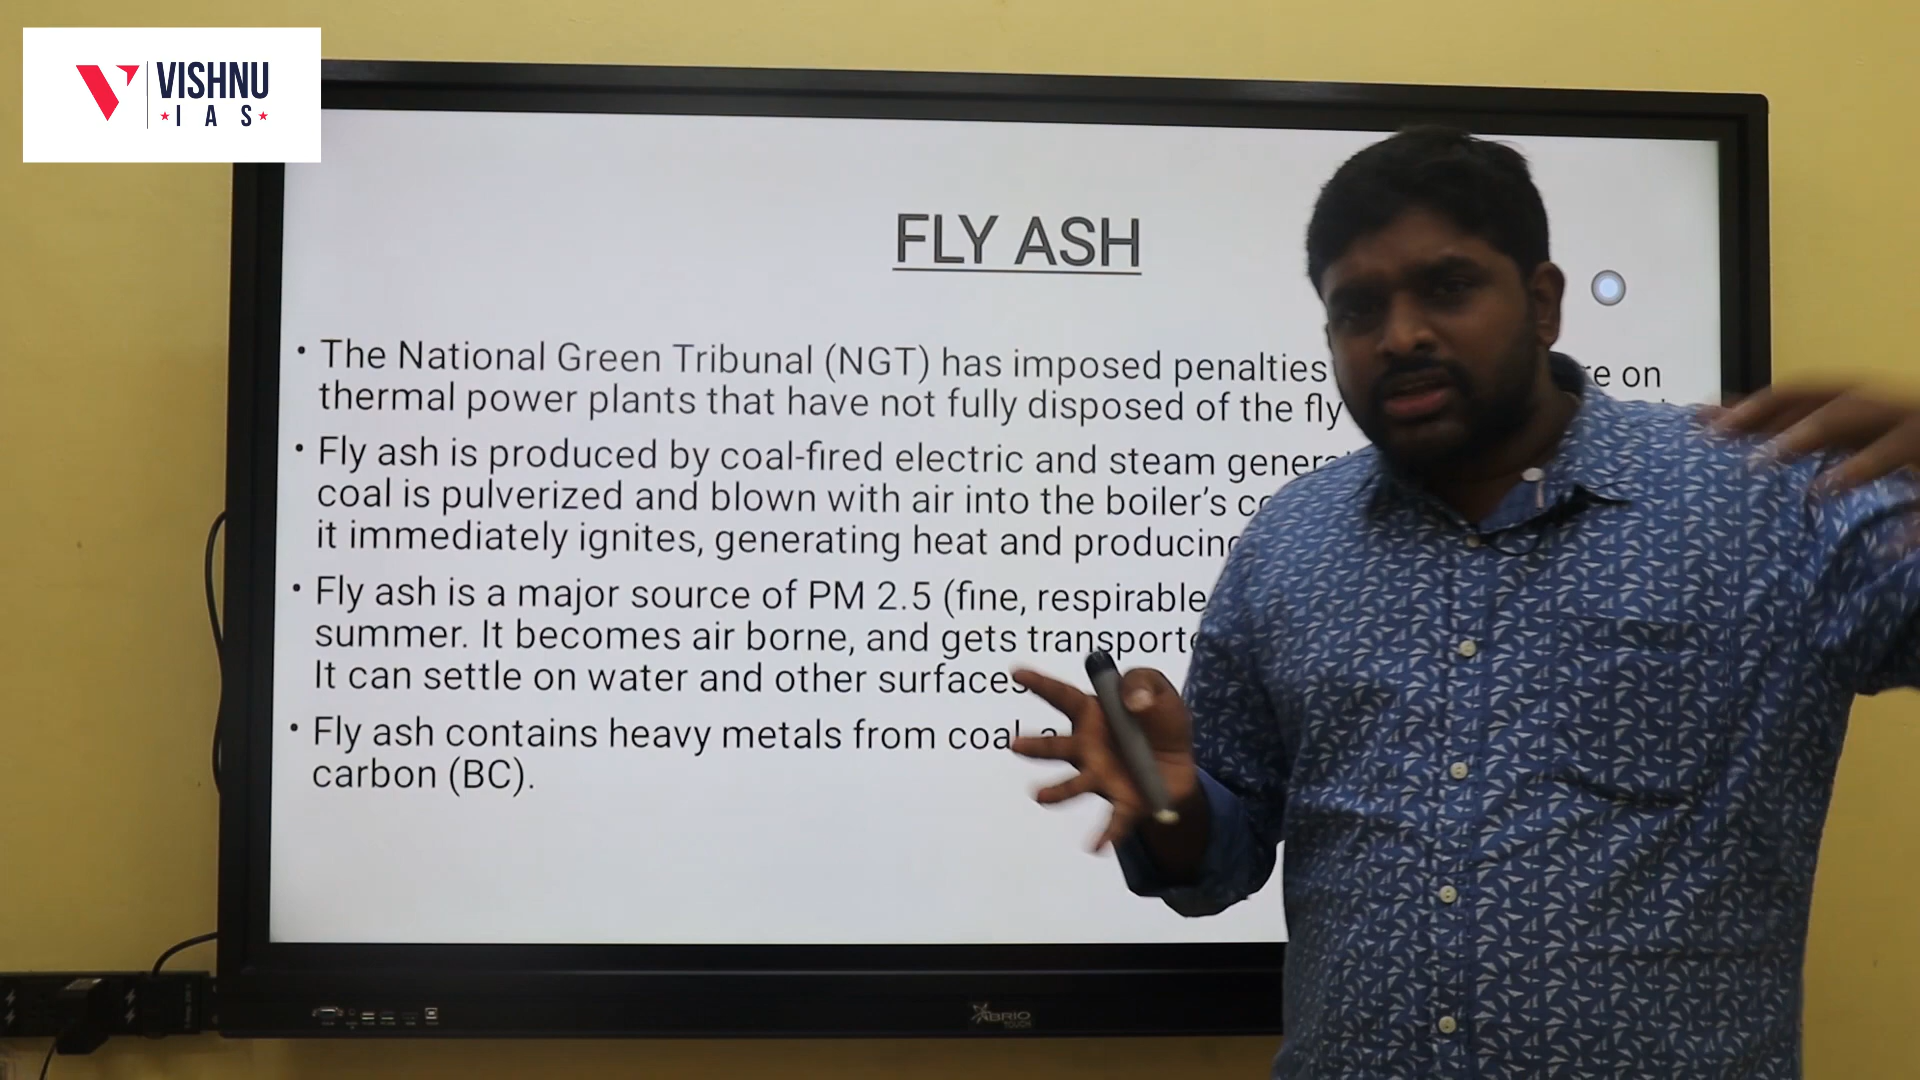 VISHNU
IAS
FLY ASH
• The National Green Tribunal (NGT) has imposed penalties on
thermal power plants that have not fully disposed of the fly
• Fly ash is produced by coal-fired electric and steam
coal is pulverized and blown with air into the boiler's
it immediately ignites, generating heat and
• Fly ash is a major source of PM 2.5 (fine, respirable
summer. It becomes air borne, and gets
It can settle on water and other surfaces
• Fly ash contains heavy metals from coal
carbon (BC).
ABRIO
TOUCH